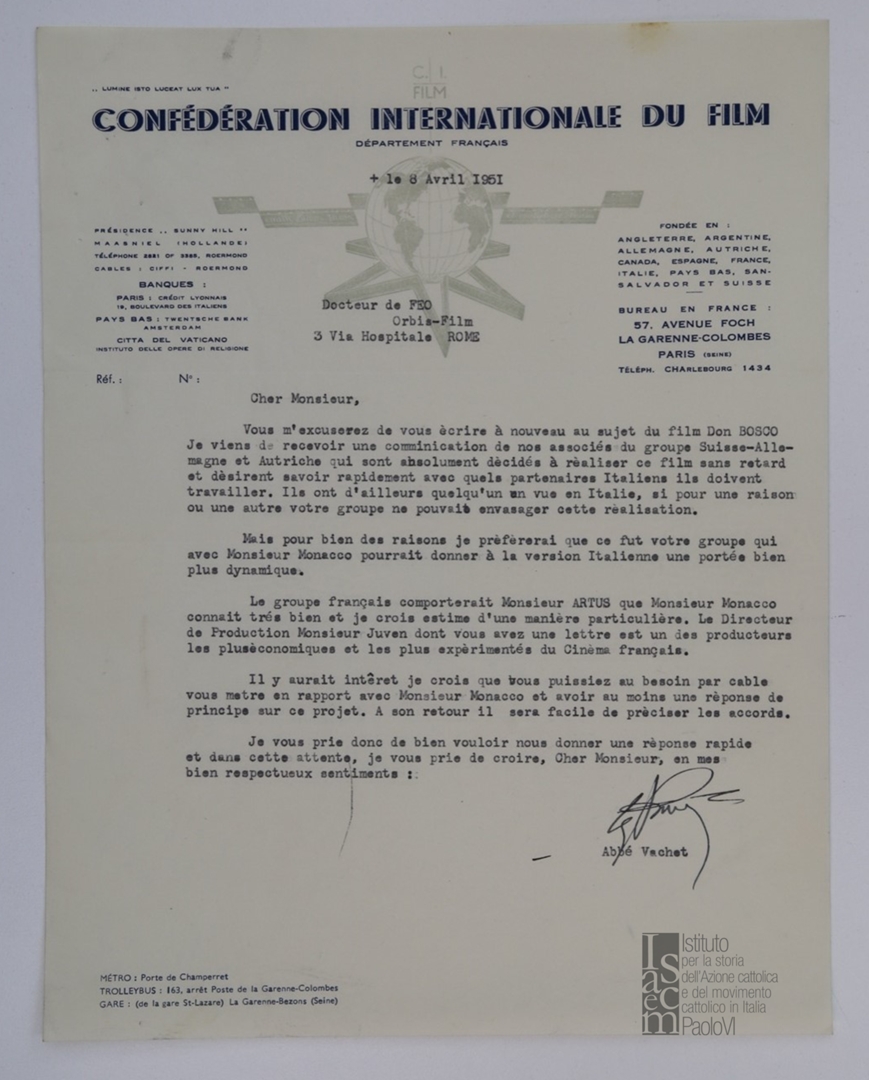 C. I.
FILM
„ LUMINE ISTO LUCEAT LUX TUA "
CONFÉDÉRATION INTERNATIONALE DU FILM
DÉPARTEMENT FRANÇAIS
+ le 8 Avril I95I
PRÉSIDENCE „ SUNNY HILL "
MAASNIEL (HOLLANDE)
TÉLÉPHONE 2251 OF 5525, ROERMOND
CABLES : CIFFI - ROERMOND
BANQUES :
PARIS : CRÉDIT LYONNAIS
19, BOULEVARD DES ITALIENS
PAYS BAS : TWENTSCHE BANK
AMSTERDAM
CITTA DEL VATICANO
INSTITUTO DELLE OPERE DI RELIGIONE
FONDÉE EN :
ANGLETERRE, ARGENTINE,
ALLEMAGNE, AUTRICHE,
CANADA, ESPAGNE, FRANCE,
ITALIE, PAYS BAS, SAN-
SALVADOR ET SUISSE
BUREAU EN FRANCE :
57. AVENUE FOCH
LA GARENNE-COLOMBES
PARIS (SEINE)
TÉLÉPH. CHARLEBOURG 1434
Docteur de FEO
Orbis-Film
3 Via Hospitale ROME
Réf. : N° :
Cher Monsieur,
Vous m'excuserez de vous ècrire à nouveau au sujet du film Don BOSCO
Je viens de recevoir une comminication de nos associés du groupe Suisse-Alle-
magne et Autriche qui sont absolument dècidés à rèaliser ce film sans retard
et dèsirent savoir rapidement avec quels partenaires Italiens ils doivent
travailler. Ils ont d'ailleurs quelqu'un en vue en Italie, si pour une raison
ou une autre votre groupe ne pouvait envasager cette rèalisation.
Mais pour bien des raisons je prèfèrerai que ce fut votre groupe qui
avec Monsieur Monacco pourrait donner à la version Italienne une portée bien
plus dynamique.
Le groupe français comporterait Monsieur ARTUS que Monsieur Monacco
connait trés bien et je crois estime d'une manière particulière. Le Directeur
de Production Monsieur Juven dont vous avez une lettre est un des producteurs
les plusèconomiques et les plus expèrimentés du Cinèma français.
Il y aurait intêret je crois que vous puissiez au besoin par cable
vous metre en rapport avec Monsieur Monacco et avoir au moins une rèponse de
principe sur ce projet. A son retour il sera facile de prèciser les accords.
Je vous prie donc de bien vouloir nous donner une rèponse rapide
et dans cette attente, je vous prie de croire, Cher Monsieur, en mes
bien respectueux sentiments :
Abbé Vachet
MÉTRO : Porte de Champerret
TROLLEYBUS : 163, arrêt Poste de la Garenne-Colombes
GARE : (de la gare St-Lazare) La Garenne-Bezons (Seine)
Isacem
Istituto
per la storia
dell'Azione cattolica
e del movimento
cattolico in Italia
PaoloVI